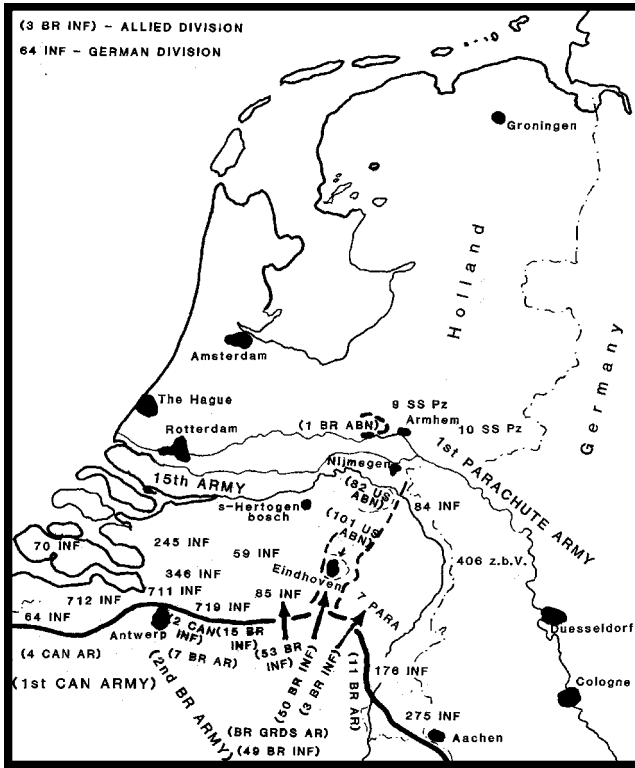 (3 BR INF) - ALLIED DIVISION
64 INF - GERMAN DIVISION
Groningen
Holland
Germany
Amsterdam
The Hague
Rotterdam
(1 BR ABN)
9 SS Pz
Armhem
10 SS Pz
1st PARACHUTE ARMY
Nijmegen
15th ARMY
(82 US
ABN)
84 INF
s-Hertogen
bosch
(101 US
ABN)
70 INF
245 INF
59 INF
406 z.b.V.
346 INF
Eindhoven
712 INF
711 INF
85 INF
7 PARA
64 INF
719 INF
?
Duesseldorf
Antwerp
(2 CAN
INF)
(15 BR
INF)
(4 CAN AR)
(7 BR AR)
(53 BR
INF)
(50 BR INF)
(3 BR INF)
(11 BR AR)
176 INF
(1st CAN ARMY)
(2nd BR ARMY)
Cologne
275 INF
(BR GRDS AR)
(49 BR INF)
Aachen